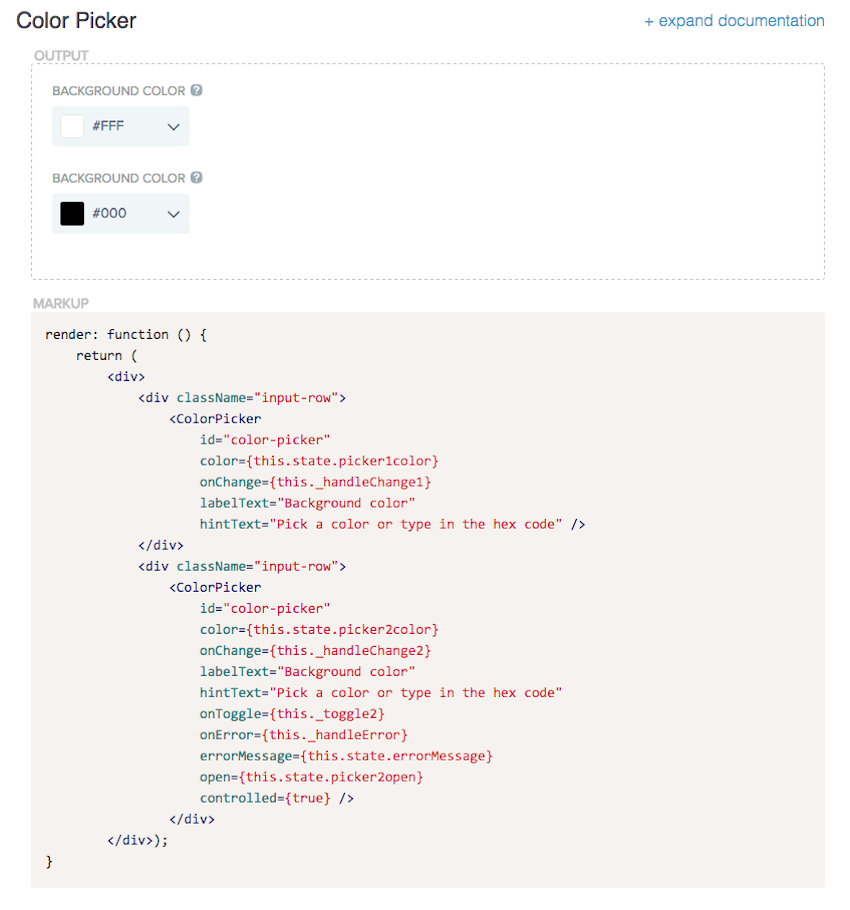 Color Picker
+ expand documentation
OUTPUT
BACKGROUND COLOR ?
#FFF
BACKGROUND COLOR ?
#000
MARKUP
render: function () {
    return (
        <div>
            <div className="input-row">
                <ColorPicker
                    id="color-picker"
                    color={this.state.picker1color}
                    onChange={this._handleChange1}
                    labelText="Background color"
                    hintText="Pick a color or type in the hex code" />
            </div>
            <div className="input-row">
                <ColorPicker
                    id="color-picker"
                    color={this.state.picker2color}
                    onChange={this._handleChange2}
                    labelText="Background color"
                    hintText="Pick a color or type in the hex code"
                    onToggle={this._toggle2}
                    onError={this._handleError}
                    errorMessage={this.state.errorMessage}
                    open={this.state.picker2open}
                    controlled={true} />
                </div>
        </div>);
}